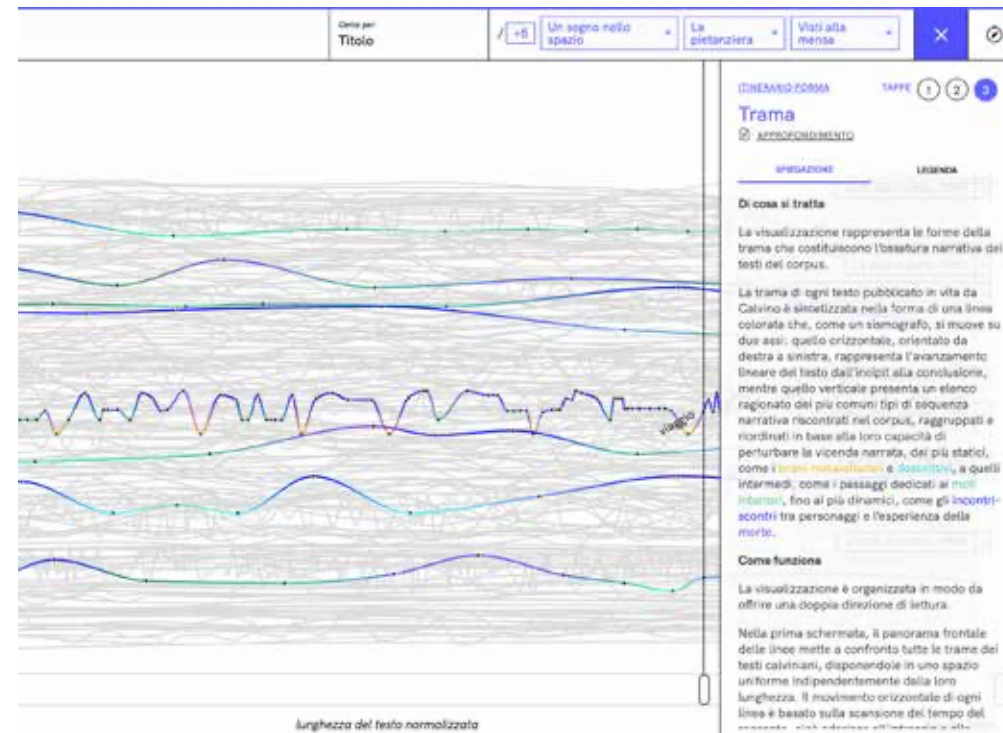 Cerca per
Titolo
/ +5
Un segno nello
spazio
La
pietanziera
Visti alla
mensa
ITINERARIO FORMA
TAPPE 1 2 3
Trama
APPROFONDIMENTO
SPIEGAZIONE LEGENDA
Di cosa si tratta
La visualizzazione rappresenta le forme della
trama che costituiscono l'ossatura narrativa dei
testi del corpus.
La trama di ogni testo pubblicato in vita da
Calvino è sintetizzata nella forma di una linea
colorata che, come un sismografo, si muove su
due assi: quello orizzontale, orientato da
destra a sinistra, rappresenta l'avanzamento
lineare del testo dall'incipit alla conclusione,
mentre quello verticale presenta un elenco
ragionato dei più comuni tipi di sequenza
narrativa riscontrati nel corpus, raggruppati e
riordinati in base alla loro capacità di
perturbare la vicenda narrata, dai più statici,
come i brani metanarrativi e descrittivi, a quelli
intermedi, come i passaggi dedicati ai moti
interiori, fino ai più dinamici, come gli incontri-
scontri tra personaggi e l'esperienza della
morte.
Come funziona
La visualizzazione è organizzata in modo da
offrire una doppia direzione di lettura.
Nella prima schermata, il panorama frontale
delle linee mette a confronto tutte le trame dei
testi calviniani, disponendole in uno spazio
uniforme indipendentemente dalla loro
lunghezza. Il movimento orizzontale di ogni
linea è basato sulla scansione del tempo del
viaggio
lunghezza del testo normalizzata